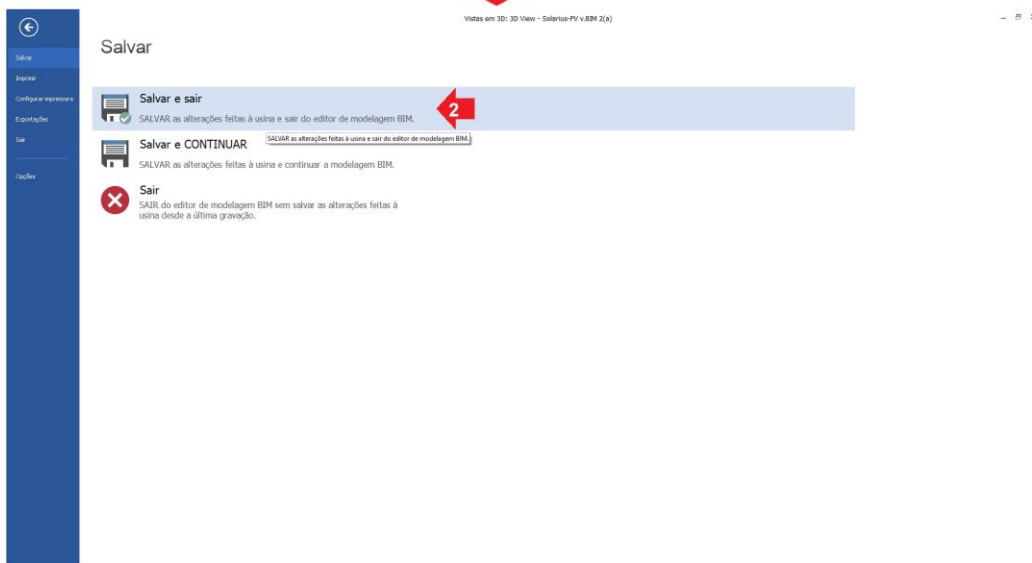 Vistas em 3D: 3D View - Solarius-PV v.BIM 2(a)
Salvar
Salvar
Imprimir
Configurar impressora
Exportações
Sair
Opções
Salvar e sair
SALVAR as alterações feitas à usina e sair do editor de modelagem BIM.
2
SALVAR as alterações feitas à usina e sair do editor de modelagem BIM.
Salvar e CONTINUAR
SALVAR as alterações feitas à usina e continuar a modelagem BIM.
Sair
SAIR do editor de modelagem BIM sem salvar as alterações feitas à
usina desde a última gravação.